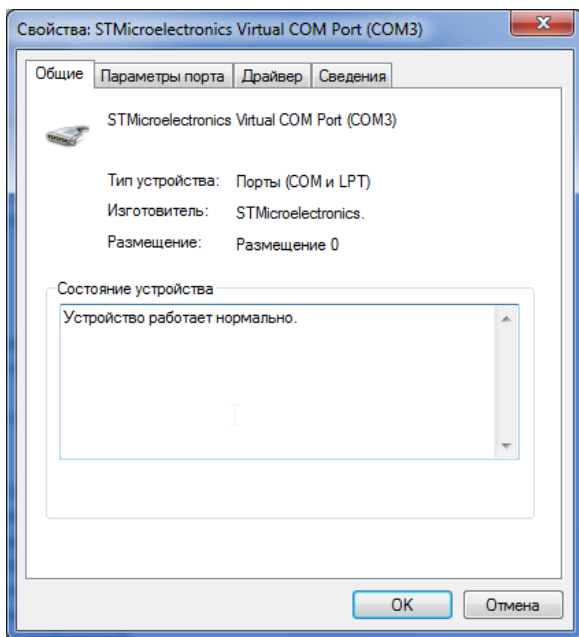 Свойства: STMicroelectronics Virtual COM Port (COM3)
Общие Параметры порта Драйвер Сведения
STMicroelectronics Virtual COM Port (COM3)
Тип устройства: Порты (COM и LPT)
Изготовитель: STMicroelectronics.
Размещение: Размещение 0
Состояние устройства
Устройство работает нормально.
OK Отмена